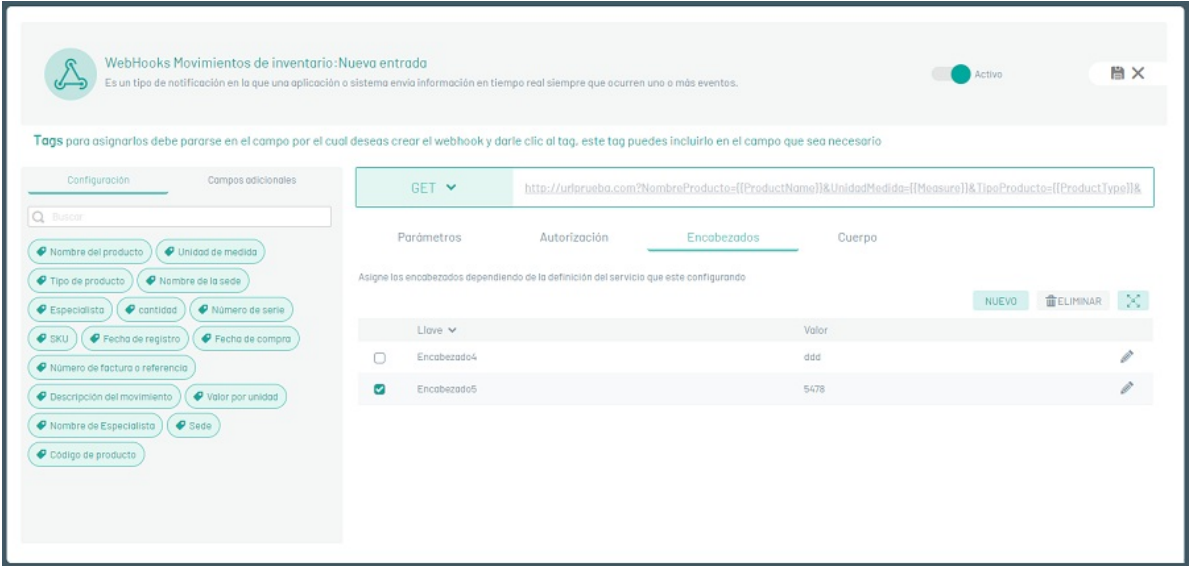 WebHooks Movimientos de inventario:Nueva entrada
Es un tipo de notificación en la que una aplicación o sistema envía información en tiempo real siempre que ocurren uno o más eventos.
Activo
Tags para asignarlos debe pararse en el campo por el cual deseas crear el webhook y darle clic al tag, este tag puedes incluirlo en el campo que sea necesario
Configuración Campos adicionales
Buscar
Nombre del producto Unidad de medida
Tipo de producto Nombre de la sede
Especialista cantidad Número de serie
SKU Fecha de registro Fecha de compra
Número de factura o referencia
Descripción del movimiento Valor por unidad
Nombre de Especialista Sede
Código de producto
GET http://urlprueba.com?NombreProducto=[[ProductName]]&UnidadMedida=[[Measure]]&TipoProducto=[[ProductType]]&
Parámetros Autorización Encabezados Cuerpo
Asigne los encabezados dependiendo de la definición del servicio que este configurando
NUEVO ELIMINAR
Llave Valor
Encabezado4 ddd
Encabezado5 5478